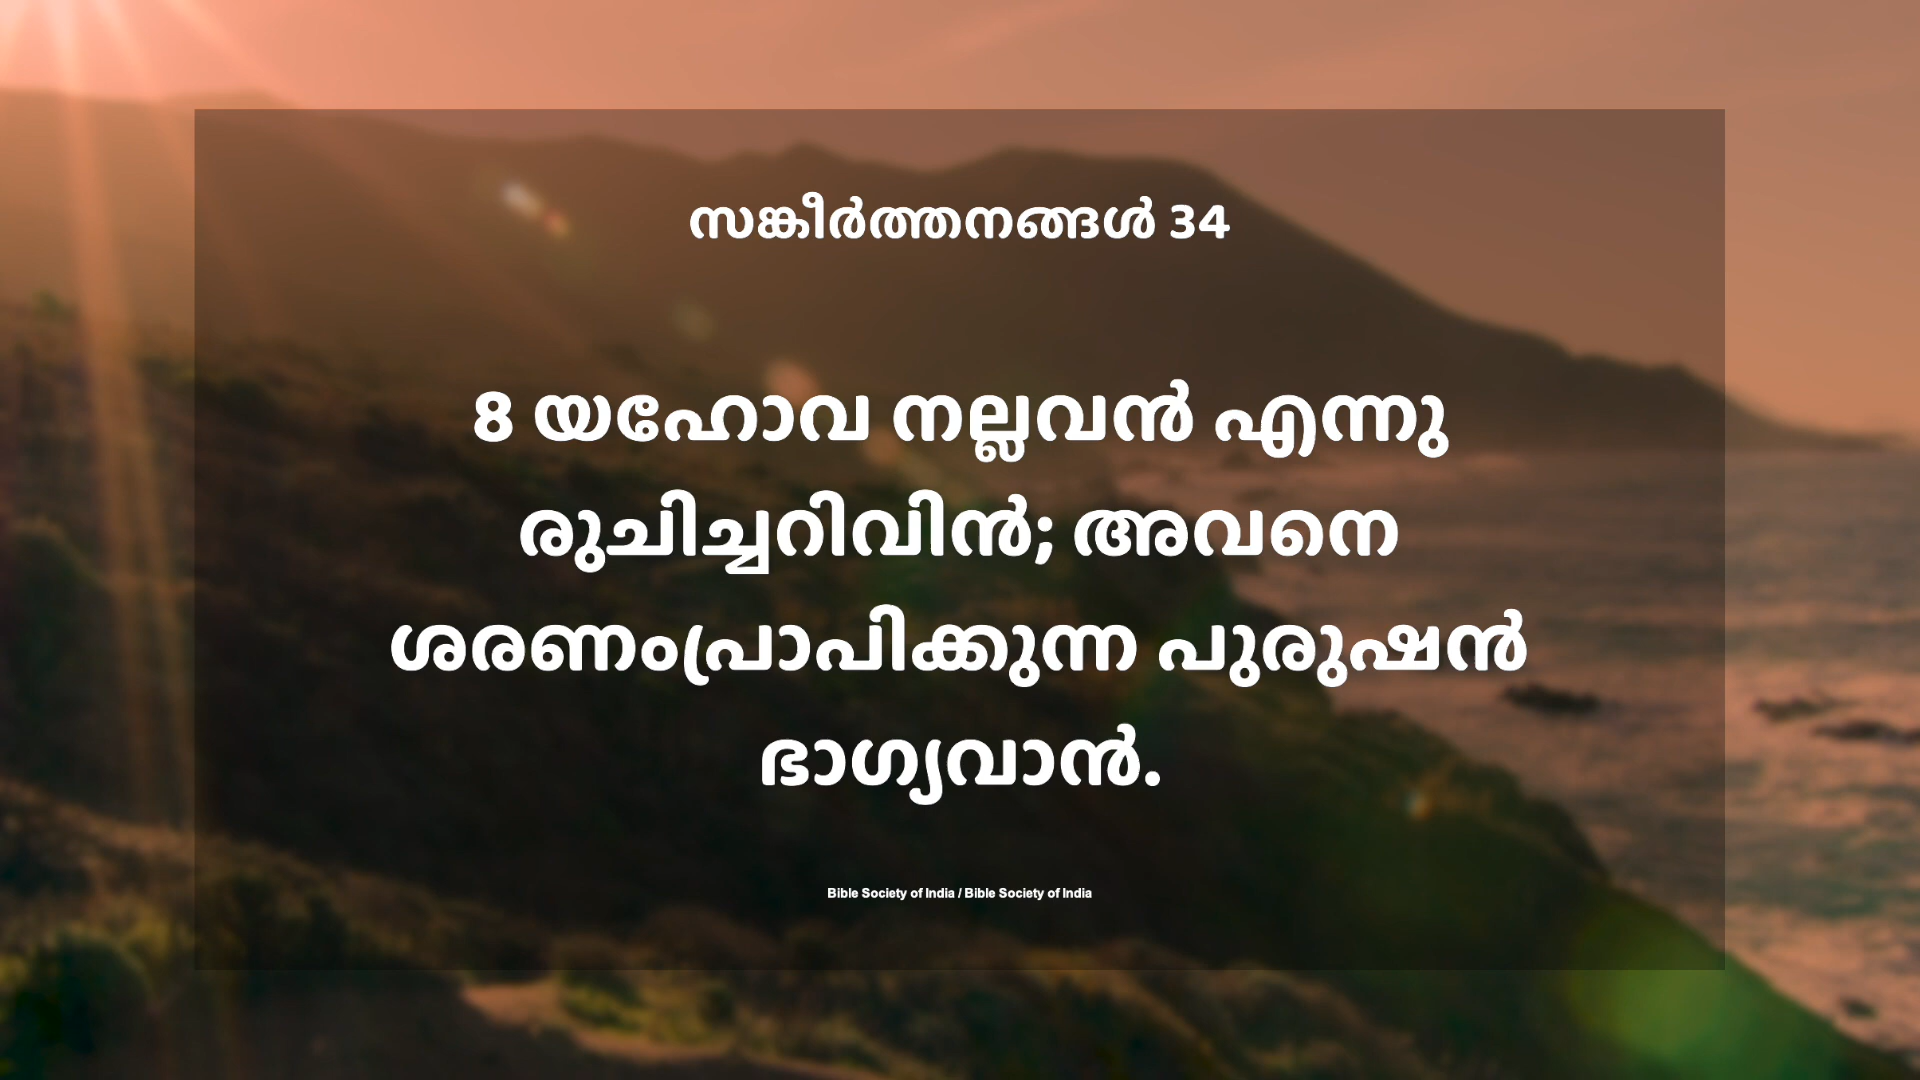 സങ്കീർത്തനങ്ങൾ 34
8 യഹോവ നല്ലവൻ എന്നു
രുചിച്ചറിവിൻ; അവനെ
ശരണംപ്രാപിക്കുന്ന പുരുഷൻ
ഭാഗ്യവാൻ.
Bible Society of India / Bible Society of India